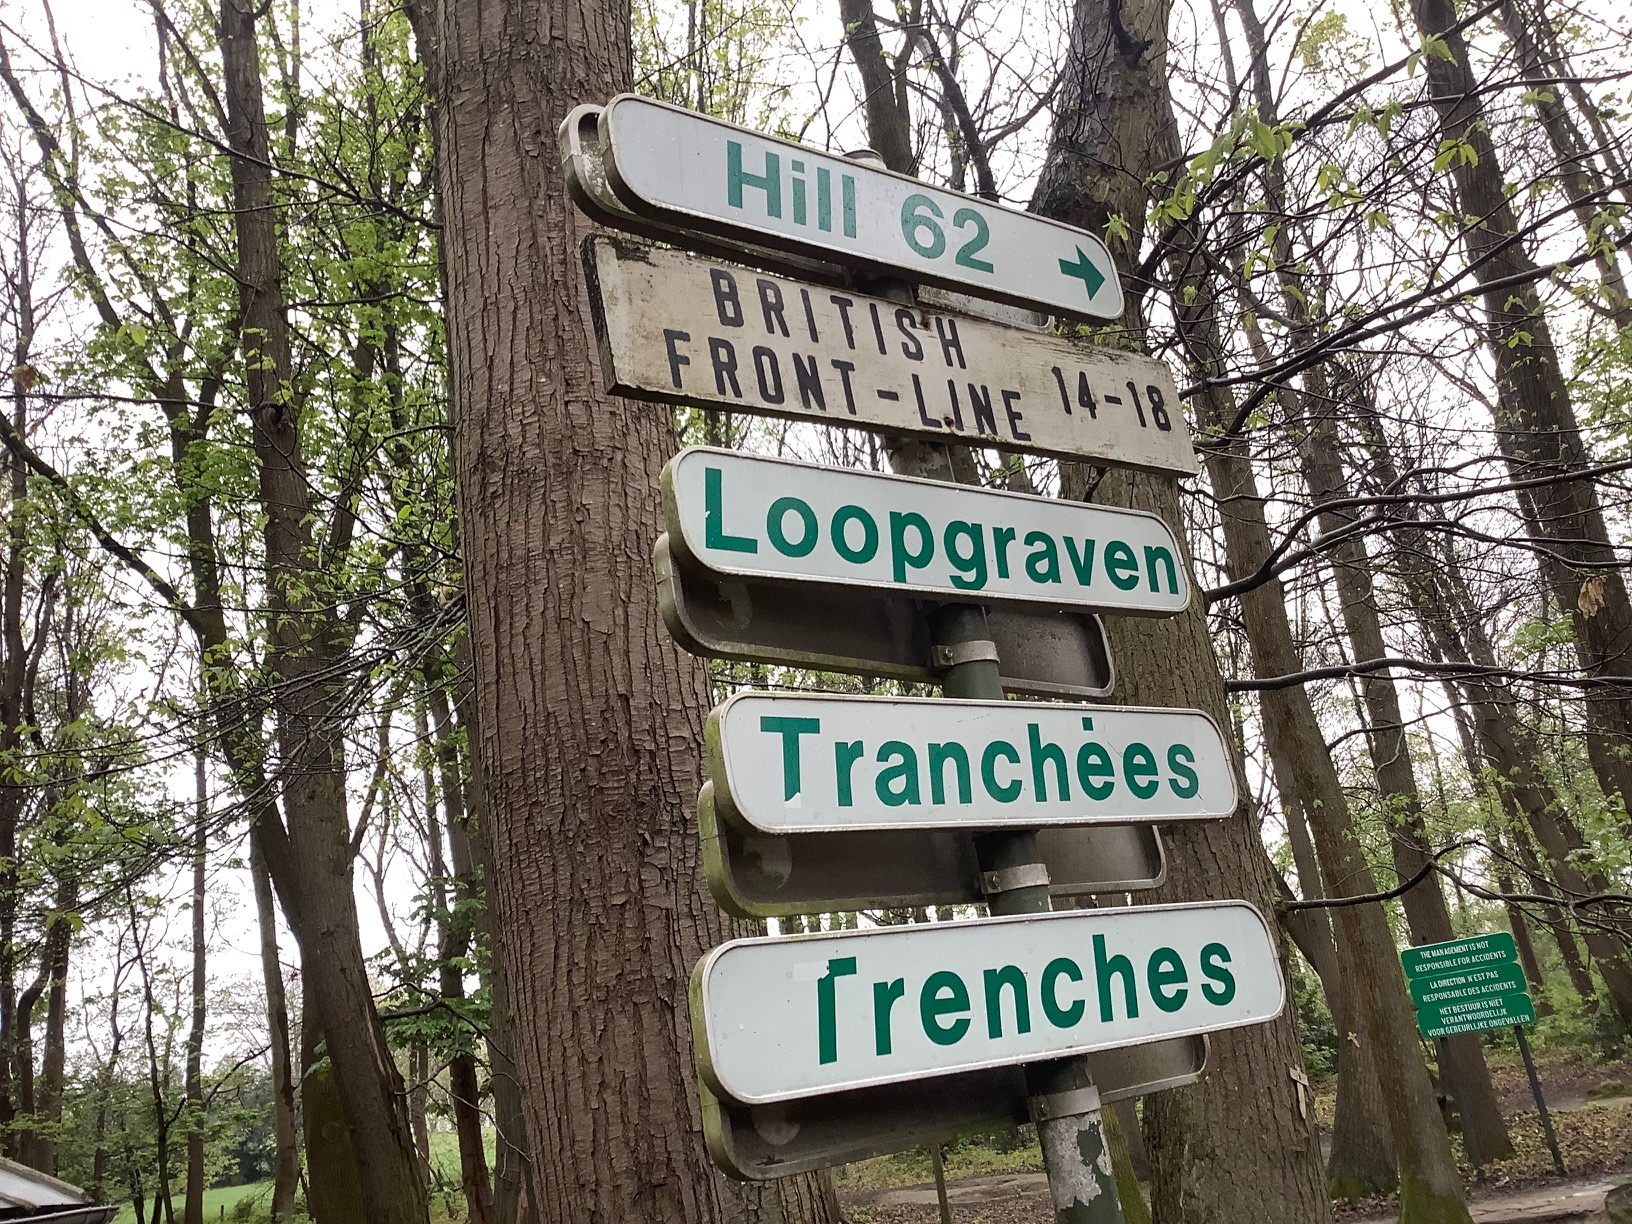 Hill 62 →
BRITISH
FRONT-LINE 14-18
Loopgraven
Tranchėes
Trenches
THE MANAGEMENT IS NOT
RESPONSIBLE FOR ACCIDENTS
LA DIRECTION N'EST PAS
RESPONSABLE DES ACCIDENTS
HET BESTUUR IS NIET
VERANTWOORDELIJK
VOOR GEBEURLIJKE ONGEVALLEN